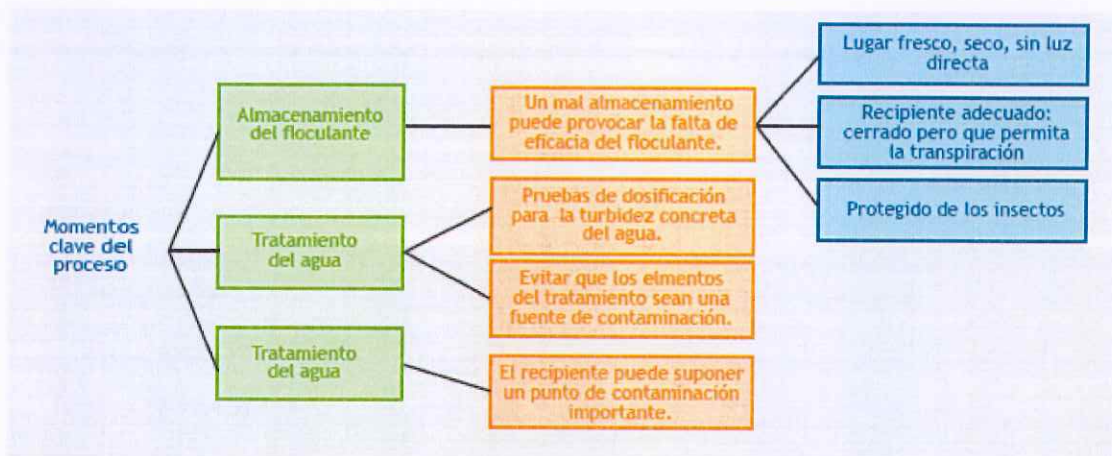 Momentos
clave del
proceso
Almacenamiento
del floculante
Un mal almacenamiento
puede provocar la falta de
eficacia del floculante.
Lugar fresco, seco, sin luz
directa
Recipiente adecuado:
cerrado pero que permita
la transpiración
Protegido de los insectos
Tratamiento
del agua
Pruebas de dosificación
para la turbidez concreta
del agua.
Evitar que los elmentos
del tratamiento sean una
fuente de contaminación.
Tratamiento
del agua
El recipiente puede suponer
un punto de contaminación
importante.